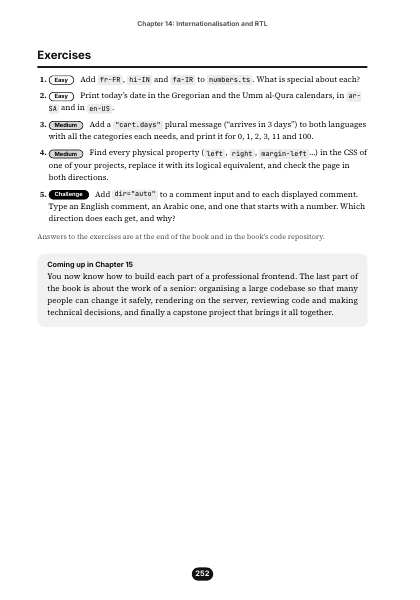 Chapter 14: Internationalisation and RTL
Exercises
1. Easy Add fr-FR, hi-IN and fa-IR to numbers.ts. What is special about each?
2. Easy Print today's date in the Gregorian and the Umm al-Qura calendars, in ar-
SA and in en-US.
3. Medium Add a "cart.days" plural message (“arrives in 3 days”) to both languages
with all the categories each needs, and print it for 0, 1, 2, 3, 11 and 100.
4. Medium Find every physical property (left, right, margin-left…) in the CSS of
one of your projects, replace it with its logical equivalent, and check the page in
both directions.
5. Challenge Add dir="auto" to a comment input and to each displayed comment.
Type an English comment, an Arabic one, and one that starts with a number. Which
direction does each get, and why?
Answers to the exercises are at the end of the book and in the book's code repository.
Coming up in Chapter 15
You now know how to build each part of a professional frontend. The last part of
the book is about the work of a senior: organising a large codebase so that many
people can change it safely, rendering on the server, reviewing code and making
technical decisions, and finally a capstone project that brings it all together.
252